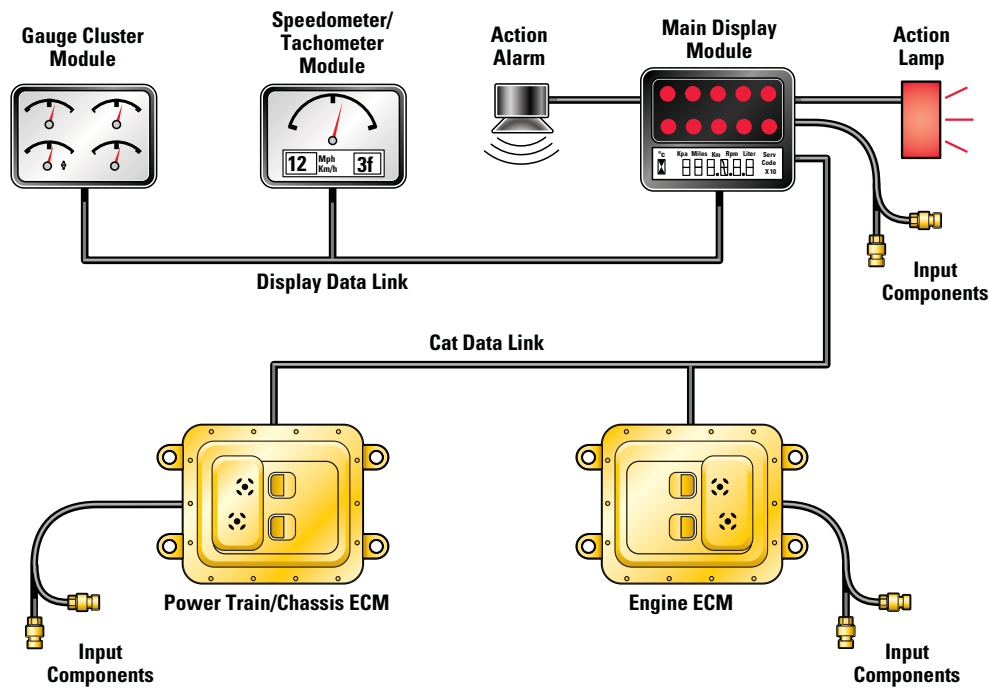 Gauge Cluster
Module
Speedometer/
Tachometer
Module
Action
Alarm
Main Display
Module
Action
Lamp
12
Mph
Km/h
3f
°C
Kpa Miles Km Rpm Liter
Serv
Code
X10
Display Data Link
Input
Components
Cat Data Link
Power Train/Chassis ECM
Engine ECM
Input
Components
Input
Components